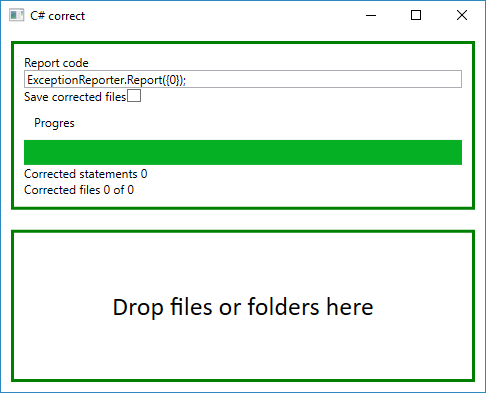 C# correct
Report code
ExceptionReporter.Report({0});
Save corrected files
Progres
Corrected statements 0
Corrected files 0 of 0
Drop files or folders here